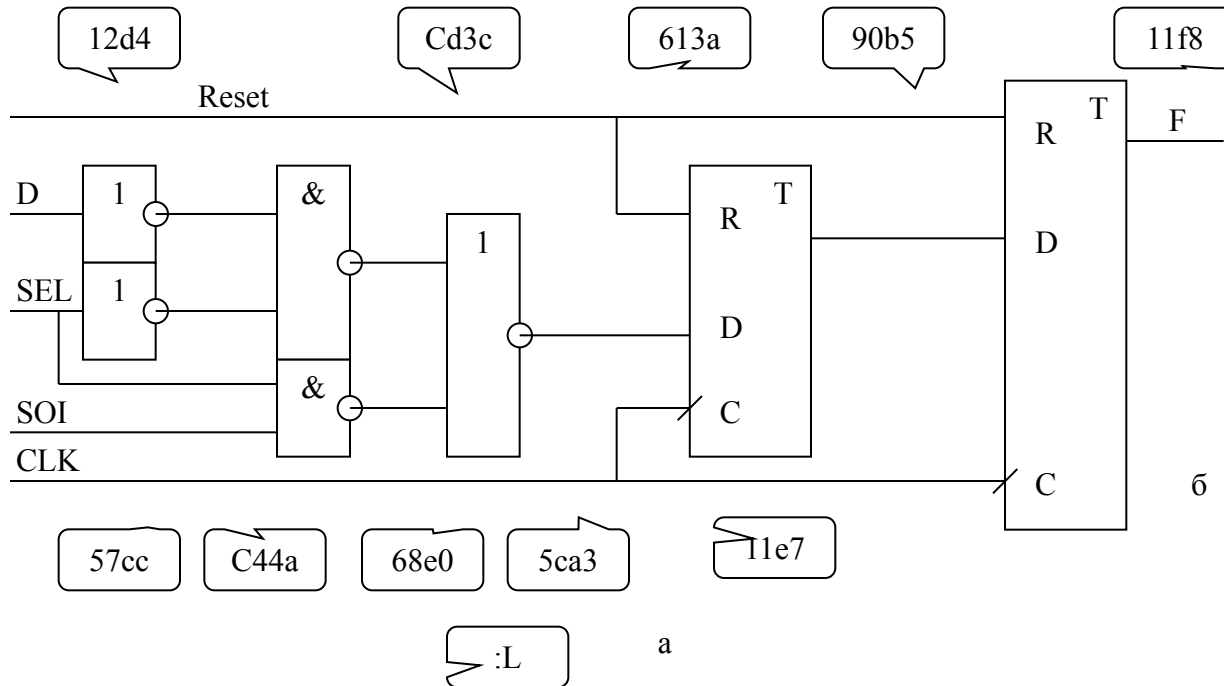 12d4 Cd3c 613a 90b5 11f8
Reset
T
F
R
D
1
&
T
R
1
D
SEL
1
D
&
C
SOI
CLK
C
б
57cc C44a 68e0 5ca3 11e7
:L
а